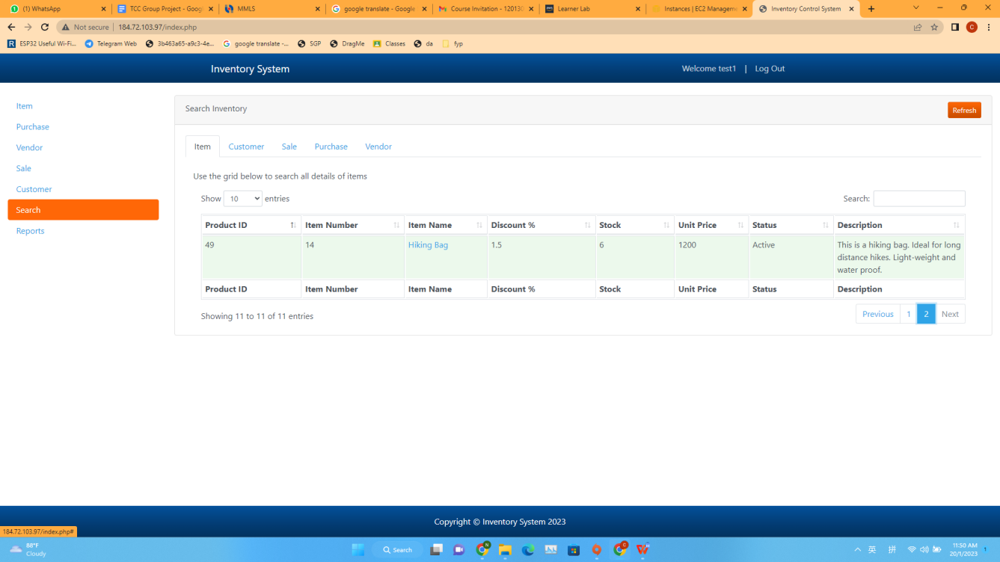 (1) WhatsApp
TCC Group Project - Googl
MMLS
google translate - Google
Course Invitation - 120130
Learner Lab
Instances | EC2 Manageme
Inventory Control System
Not secure | 184.72.103.97/index.php
ESP32 Useful Wi-Fi...
Telegram Web
3b463a65-a9c3-4e...
google translate -...
SGP
DragMe
Classes
da
fyp
Inventory System
Welcome test1 | Log Out
Item
Purchase
Vendor
Sale
Customer
Search
Reports
Search Inventory
Refresh
Item Customer Sale Purchase Vendor
Use the grid below to search all details of items
Show 10 entries
Search:
Product ID Item Number Item Name Discount % Stock Unit Price Status Description
49 14 Hiking Bag 1.5 6 1200 Active This is a hiking bag. Ideal for long
distance hikes. Light-weight and
water proof.
Product ID Item Number Item Name Discount % Stock Unit Price Status Description
Showing 11 to 11 of 11 entries
Previous 1 2 Next
Copyright © Inventory System 2023
184.72.103.97/index.php#
88°F
Cloudy
Search
英 拼
11:50 AM
20/1/2023